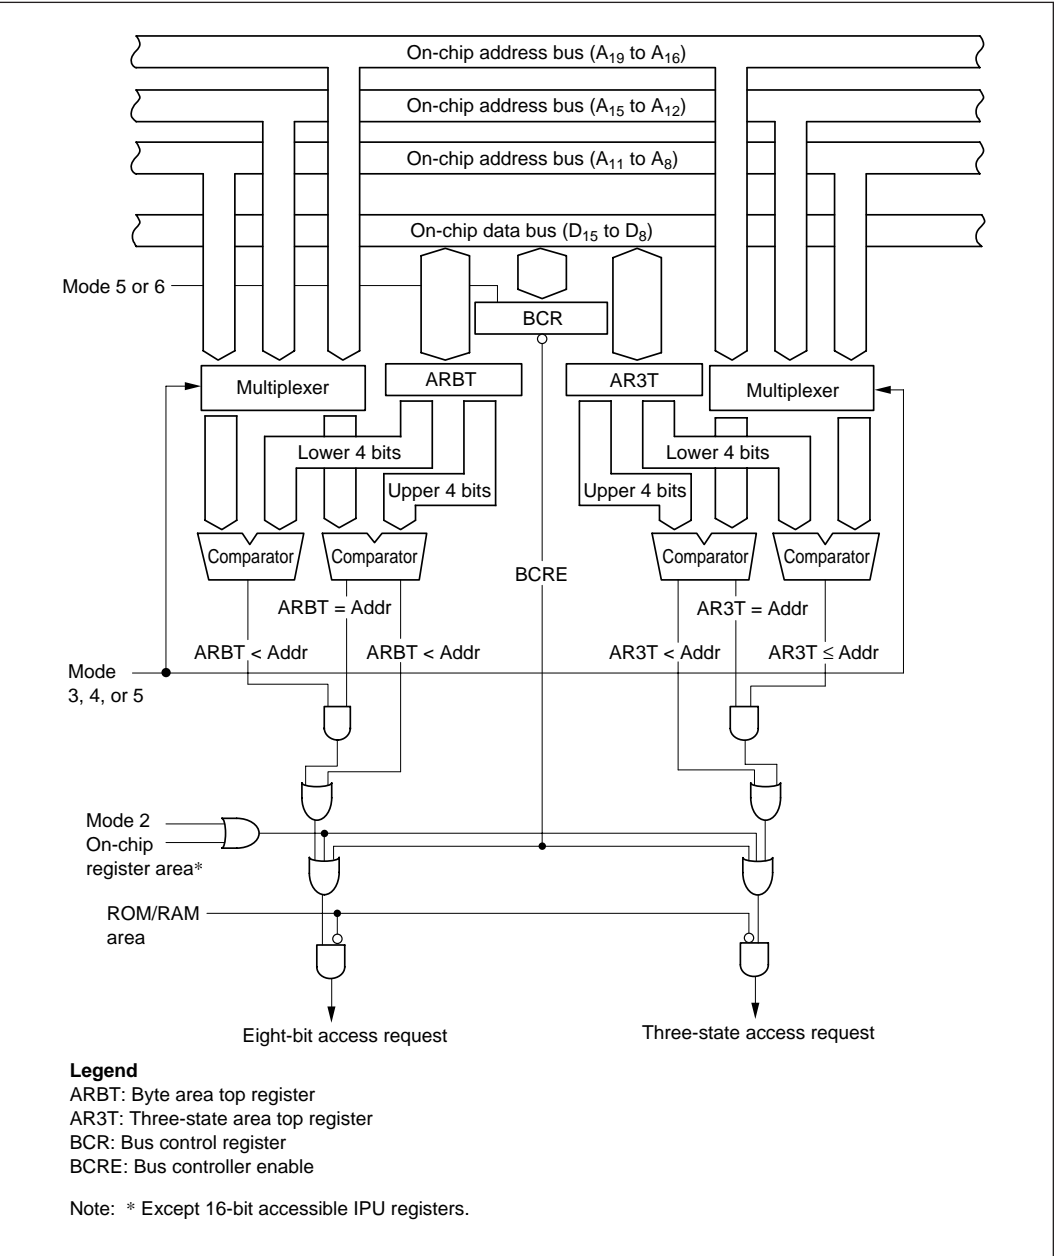 On-chip address bus (A19 to A16)
On-chip address bus (A15 to A12)
On-chip address bus (A11 to A8)
On-chip data bus (D15 to D8)
Mode 5 or 6
BCR
Multiplexer
ARBT
AR3T
Multiplexer
Lower 4 bits
Lower 4 bits
Upper 4 bits
Upper 4 bits
Comparator
Comparator
Comparator
Comparator
BCRE
ARBT = Addr
AR3T = Addr
ARBT < Addr
ARBT < Addr
AR3T < Addr
AR3T ≤ Addr
Mode
3, 4, or 5
Mode 2
On-chip
register area*
ROM/RAM
area
Eight-bit access request
Three-state access request
Legend
ARBT: Byte area top register
AR3T: Three-state area top register
BCR: Bus control register
BCRE: Bus controller enable
Note: * Except 16-bit accessible IPU registers.